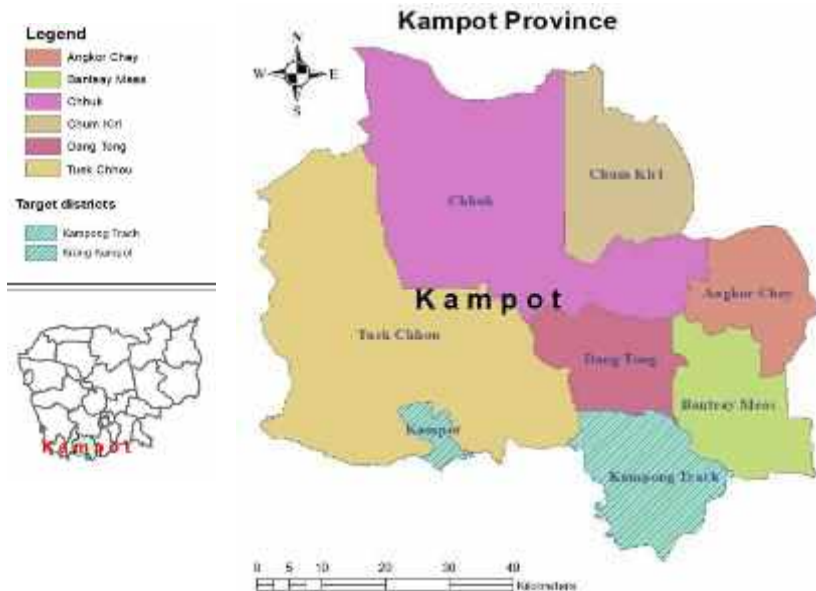 Kampot Province
Legend
Angkor Chey
Banteay Meas
Chhuk
Chum Kiri
Dang Tong
Tuek Chhou
Target districts
Kampong Trach
Krong Kampot
N
W E
S
Chum Kiri
Chhuk
Angkor Chey
Kampot
Tuek Chhou
Dang Tong
Banteay Meas
Kampot
Kampong Trach
Kampot
0 10 20 30 40
Kilometers